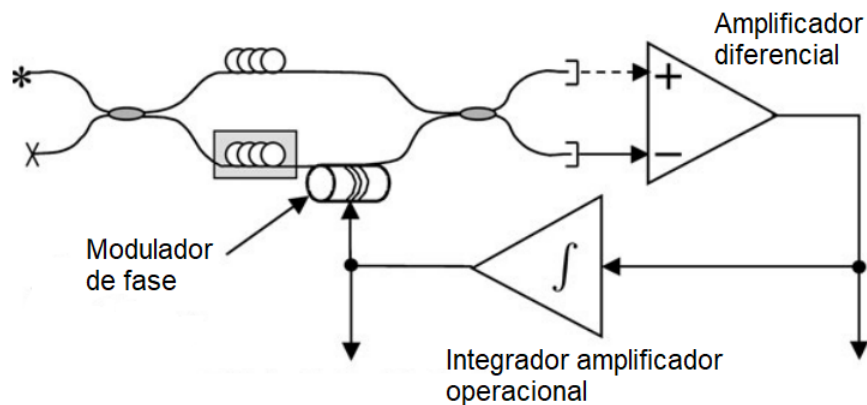 Amplificador
diferencial
+
−
Modulador
de fase
∫
Integrador amplificador
operacional